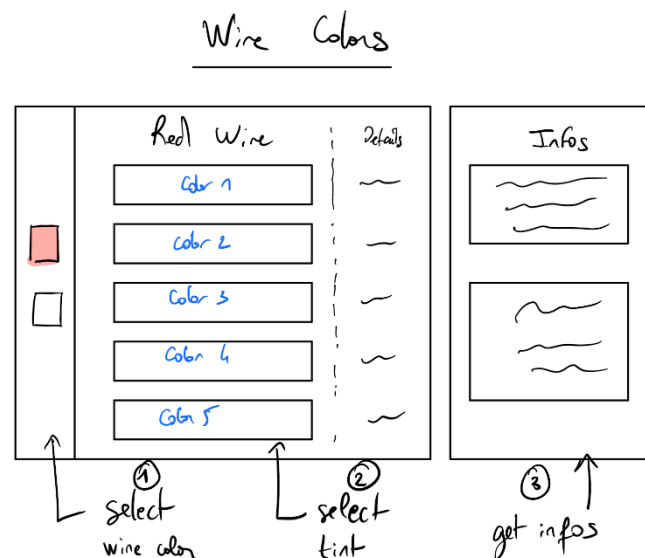 Wire Colors
Red Wire
Details
Color 1
Color 2
Color 3
Color 4
Color 5
Infos
1
select
wire color
2
select
tint
3
get infos